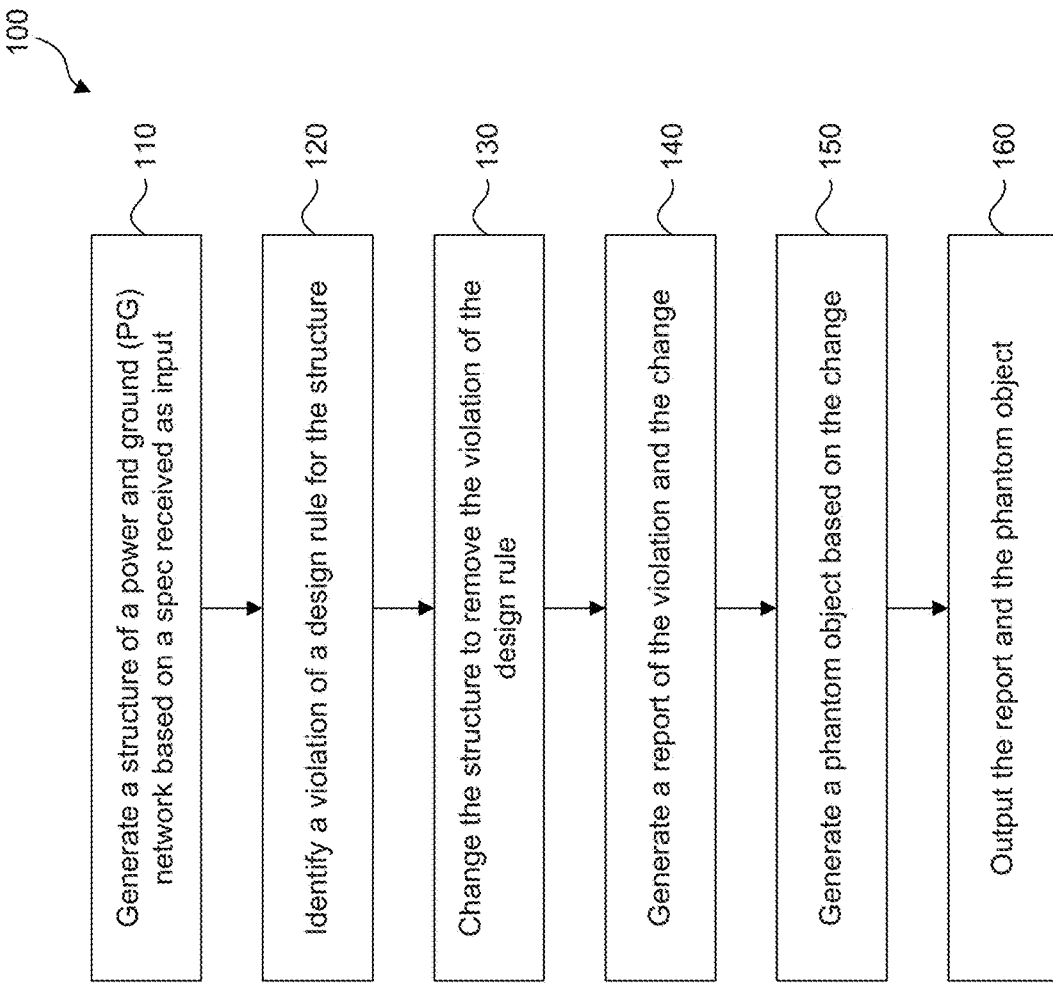 100
Generate a structure of a power and ground (PG)
network based on a spec received as input
110
Identify a violation of a design rule for the structure
120
Change the structure to remove the violation of the
design rule
130
Generate a report of the violation and the change
140
Generate a phantom object based on the change
150
Output the report and the phantom object
160